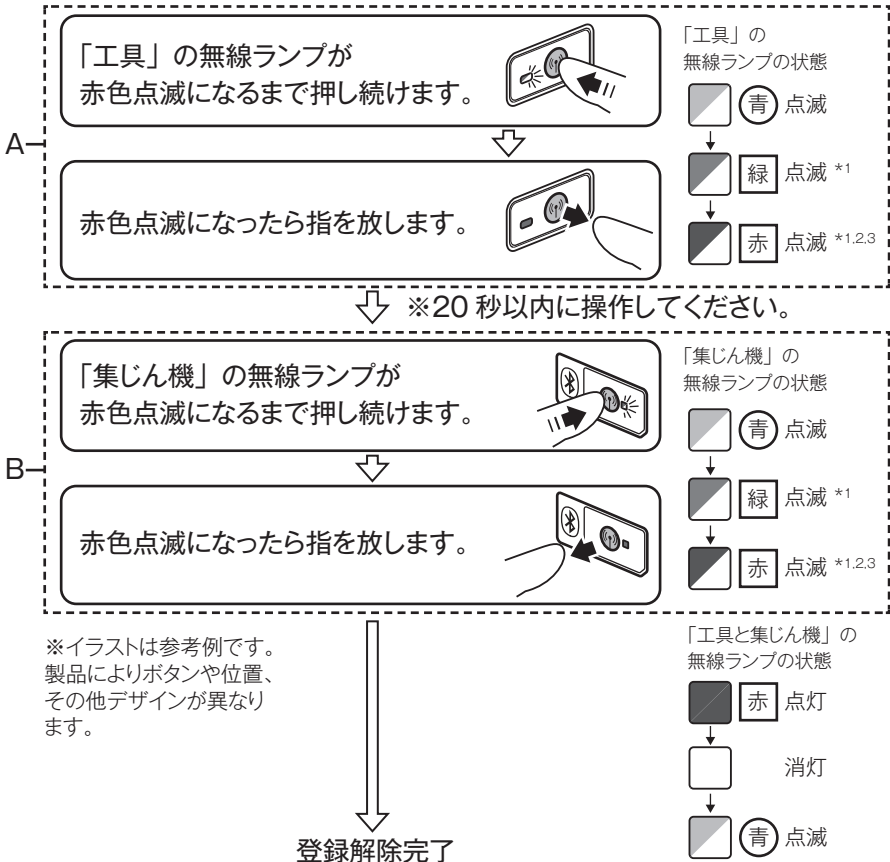 「工具」の無線ランプが
赤色点滅になるまで押し続けます。
「工具」の
無線ランプの状態
青 点滅
緑 点滅 *1
A
赤色点滅になったら指を放します。
赤 点滅 *1,2,3
※20 秒以内に操作してください。
「集じん機」の無線ランプが
赤色点滅になるまで押し続けます。
「集じん機」の
無線ランプの状態
青 点滅
緑 点滅 *1
B
赤色点滅になったら指を放します。
赤 点滅 *1,2,3
※イラストは参考例です。
製品によりボタンや位置、
その他デザインが異なり
ます。
「工具と集じん機」の
無線ランプの状態
赤 点灯
消灯
青 点滅
登録解除完了